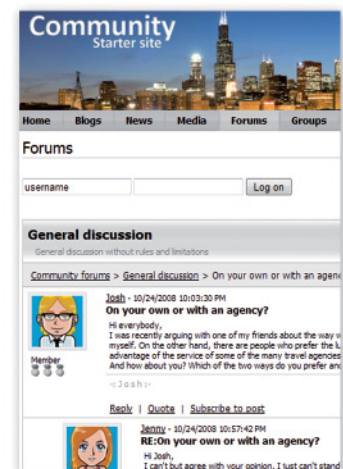 Community
Starter site
Home Blogs News Media Forums Groups
Forums
username Log on
General discussion
General discussion without rules and limitations
Community forums > General discussion > On your own or with an agen
Josh - 10/24/2008 10:03:30 PM
On your own or with an agency?
Hi everybody,
I was recently arguing with one of my friends about the way w
myself. On the other hand, there are people who prefer the lu
advantage of the service of some of the many travel agencies
And how about you? Which of the two ways do you prefer and
Member
-:Josh:-
Reply | Quote | Subscribe to post
Jenny - 10/24/2008 10:57:42 PM
RE:On your own or with an agency?
Hi Josh,
I can't but agree with your opinion. I just can't stand